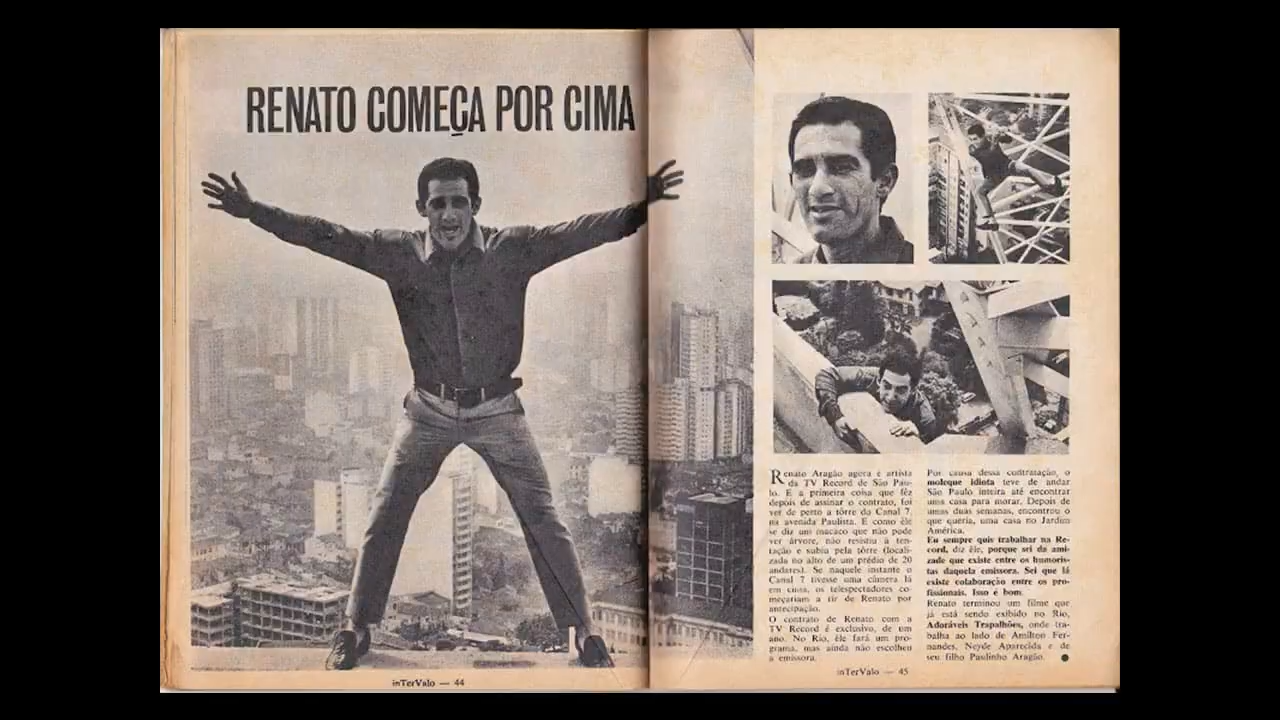 RENATO COMEÇA POR CIMA
Renato Aragão agora é artista
da TV Record de São Pau-
lo. E a primeira coisa que fêz
depois de assinar o contrato, foi
ver de perto a tôrre do Canal 7,
na avenida Paulista. E como êle
se diz um macaco que não pode
ver árvore, não resistiu à ten-
tação e subiu pela tôrre (locali-
zada no alto de um prédio de 20
andares). Se naquele instante o
Canal 7 tivesse uma câmera lá
em cima, os telespectadores co-
meçariam a rir de Renato por
antecipação.
O contrato de Renato com a
TV Record é exclusivo, de um
ano. No Rio, êle fará um pro-
grama, mas ainda não escolheu
a emissora.
Por causa dessa contratação, o
moleque idiota teve de andar
São Paulo inteira até encontrar
uma casa para morar. Depois de
umas duas semanas, encontrou o
que queria, uma casa no Jardim
América.
Eu sempre quis trabalhar na Re-
cord, diz êle, porque sei da ami-
zade que existe entre os humoris-
tas daquela emissora. Sei que lá
existe colaboração entre os pro-
fissionais. Isso é bom.
Renato terminou um filme que
já está sendo exibido no Rio,
Adoráveis Trapalhões, onde tra-
balha ao lado de Amilton Fer-
nandes, Neyde Aparecida e de
seu filho Paulinho Aragão.
inTerValo — 44
inTerValo — 45